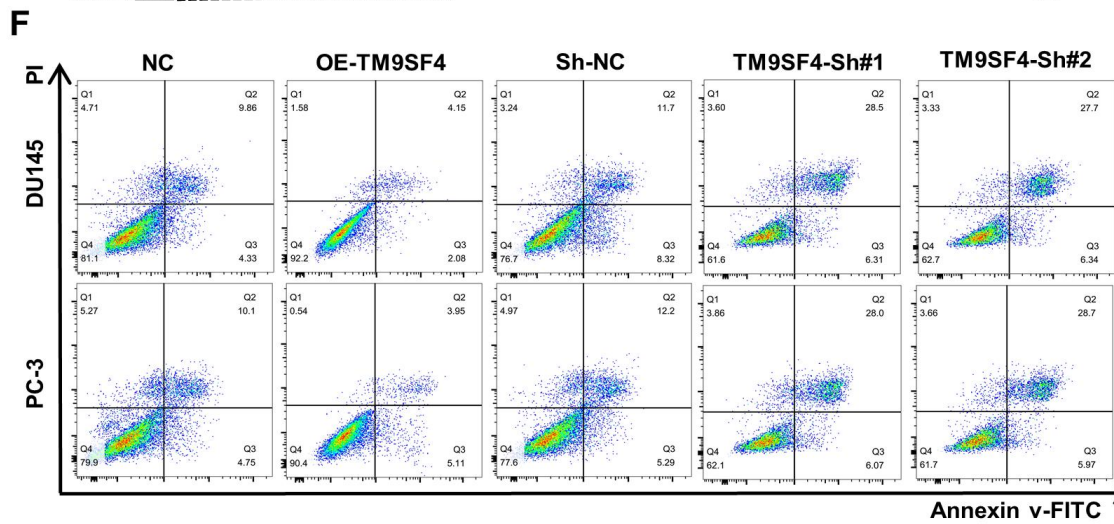 F
NC OE-TM9SF4 Sh-NC TM9SF4-Sh#1 TM9SF4-Sh#2
PI
DU145
Q1 Q2 Q1 Q2 Q1 Q2 Q1 Q2 Q1 Q2
4.71 9.86 1.58 4.15 3.24 11.7 3.60 28.5 3.33 27.7
Q4 Q3 Q4 Q3 Q4 Q3 Q4 Q3 Q4 Q3
81.1 4.33 92.2 2.08 76.7 8.32 61.6 6.31 62.7 6.34
PC-3
Q1 Q2 Q1 Q2 Q1 Q2 Q1 Q2 Q1 Q2
5.27 10.1 0.54 3.95 4.97 12.2 3.86 28.0 3.66 28.7
Q4 Q3 Q4 Q3 Q4 Q3 Q4 Q3 Q4 Q3
79.9 4.75 90.4 5.11 77.6 5.29 62.1 6.07 61.7 5.97
Annexin v-FITC